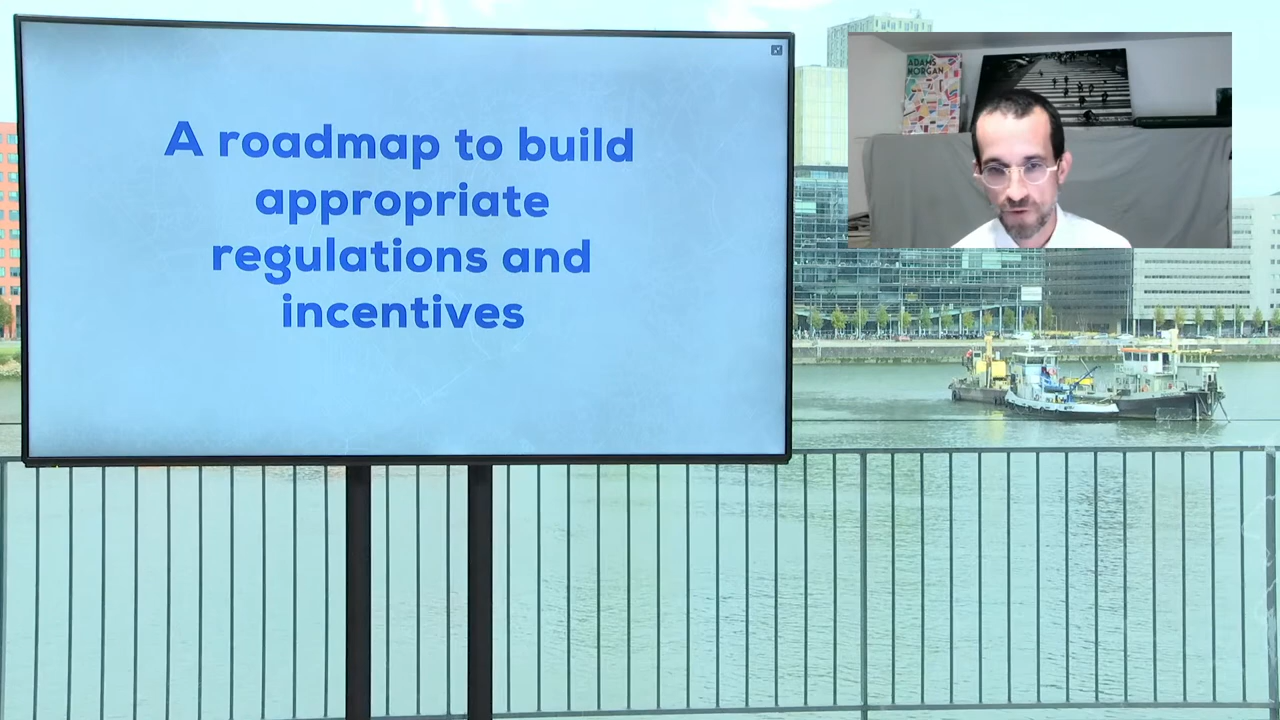 A roadmap to build
appropriate
regulations and
incentives
ADAMS
MORGAN